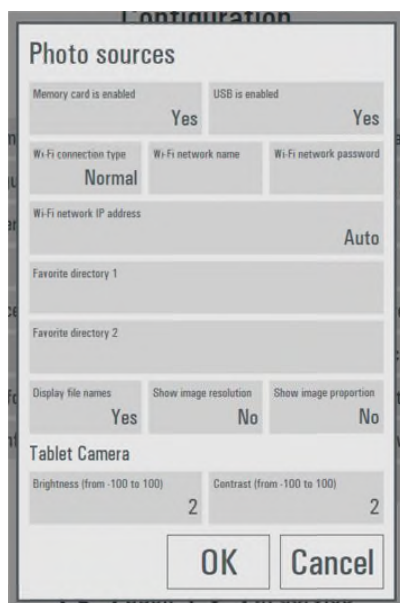 Configuration
Photo sources
Memory card is enabled USB is enabled
Yes Yes
Wi-Fi connection type Wi-Fi network name Wi-Fi network password
Normal
Wi-Fi network IP address
Auto
Favorite directory 1
Favorite directory 2
Display file names Show image resolution Show image proportion
Yes No No
Tablet Camera
Brightness (from -100 to 100) Contrast (from -100 to 100)
2 2
OK Cancel